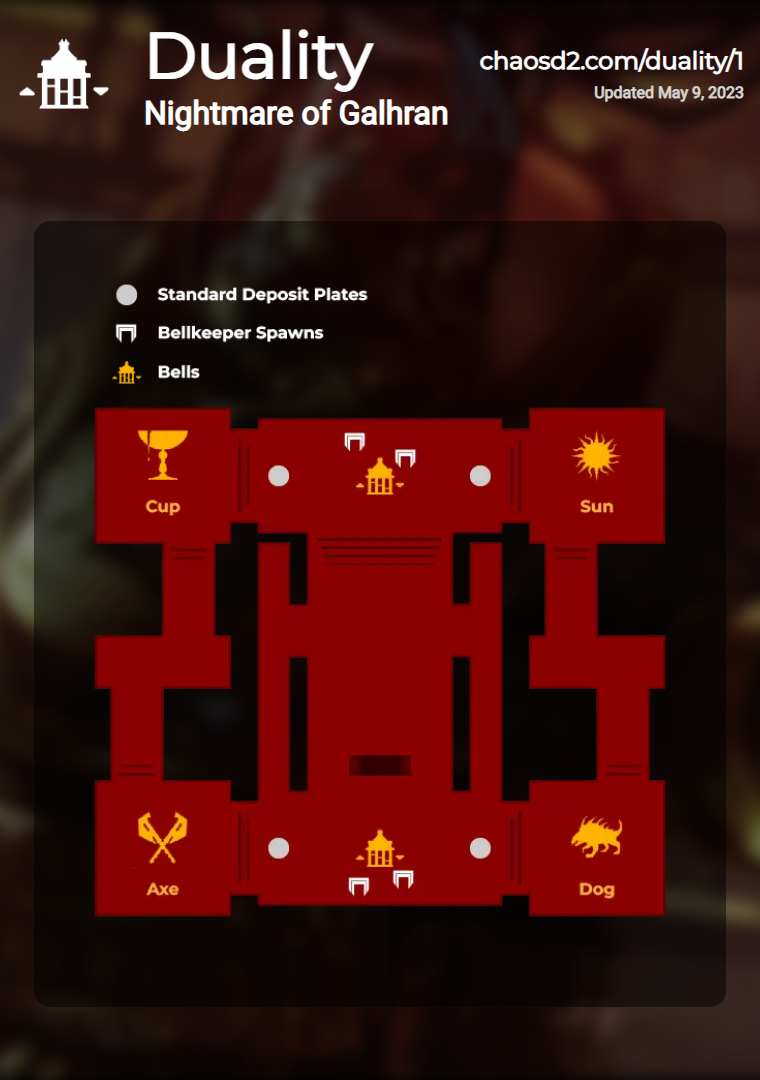 Duality
Nightmare of Galhran
chaosd2.com/duality/1
Updated May 9, 2023
Standard Deposit Plates
Bellkeeper Spawns
Bells
Cup
Sun
Axe
Dog